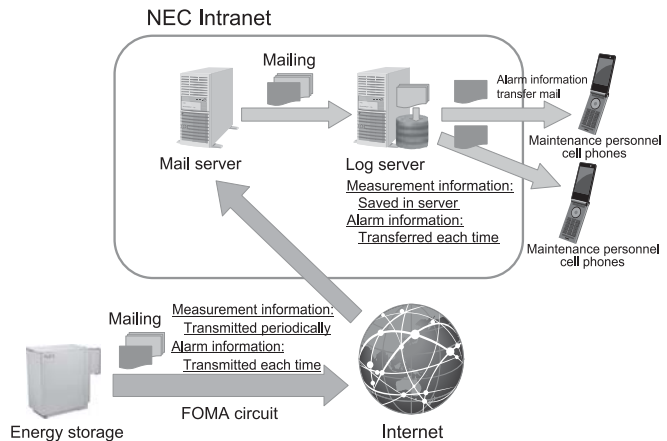 NEC Intranet
Mailing
Alarm information
transfer mail
Maintenance personnel
cell phones
Mail server
Log server
Measurement information:
Saved in server
Alarm information:
Transferred each time
Maintenance personnel
cell phones
Mailing
Measurement information:
Transmitted periodically
Alarm information:
Transmitted each time
FOMA circuit
Energy storage
Internet